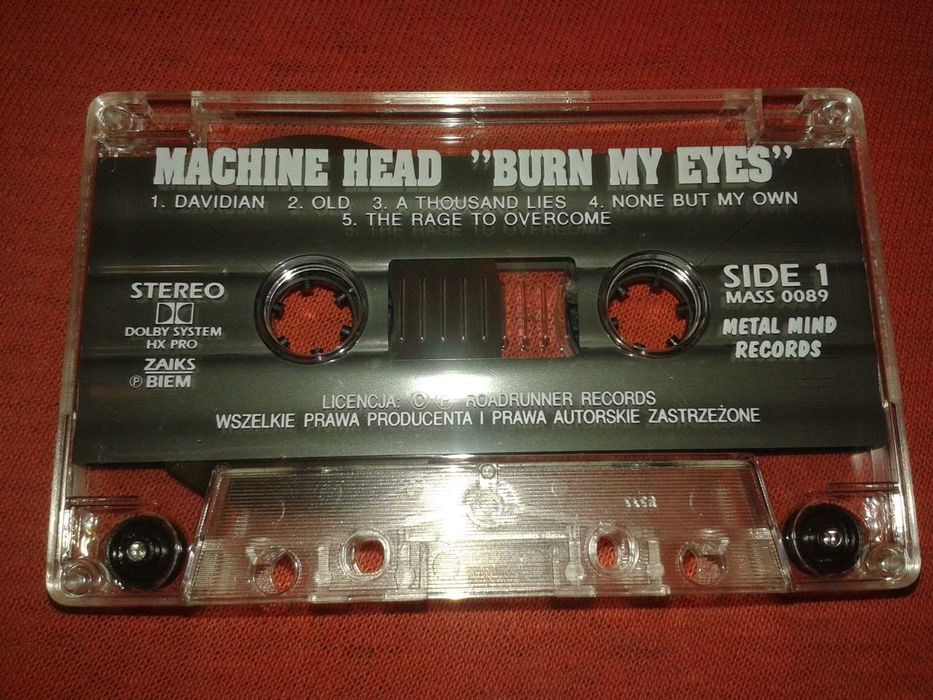 MACHINE HEAD "BURN MY EYES"
1. DAVIDIAN 2. OLD 3. A THOUSAND LIES 4. NONE BUT MY OWN
5. THE RAGE TO OVERCOME
STEREO
DOLBY SYSTEM
HX PRO
ZAIKS
Ⓟ BIEM
SIDE 1
MASS 0089
METAL MIND
RECORDS
LICENCJA: Ⓒ Ⓟ ROADRUNNER RECORDS
WSZELKIE PRAWA PRODUCENTA I PRAWA AUTORSKIE ZASTRZEŻONE